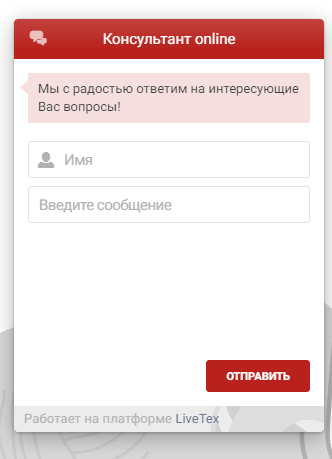 Консультант online
Мы с радостью ответим на интересующие
Вас вопросы!
Имя
Введите сообщение
ОТПРАВИТЬ
Работает на платформе LiveTex